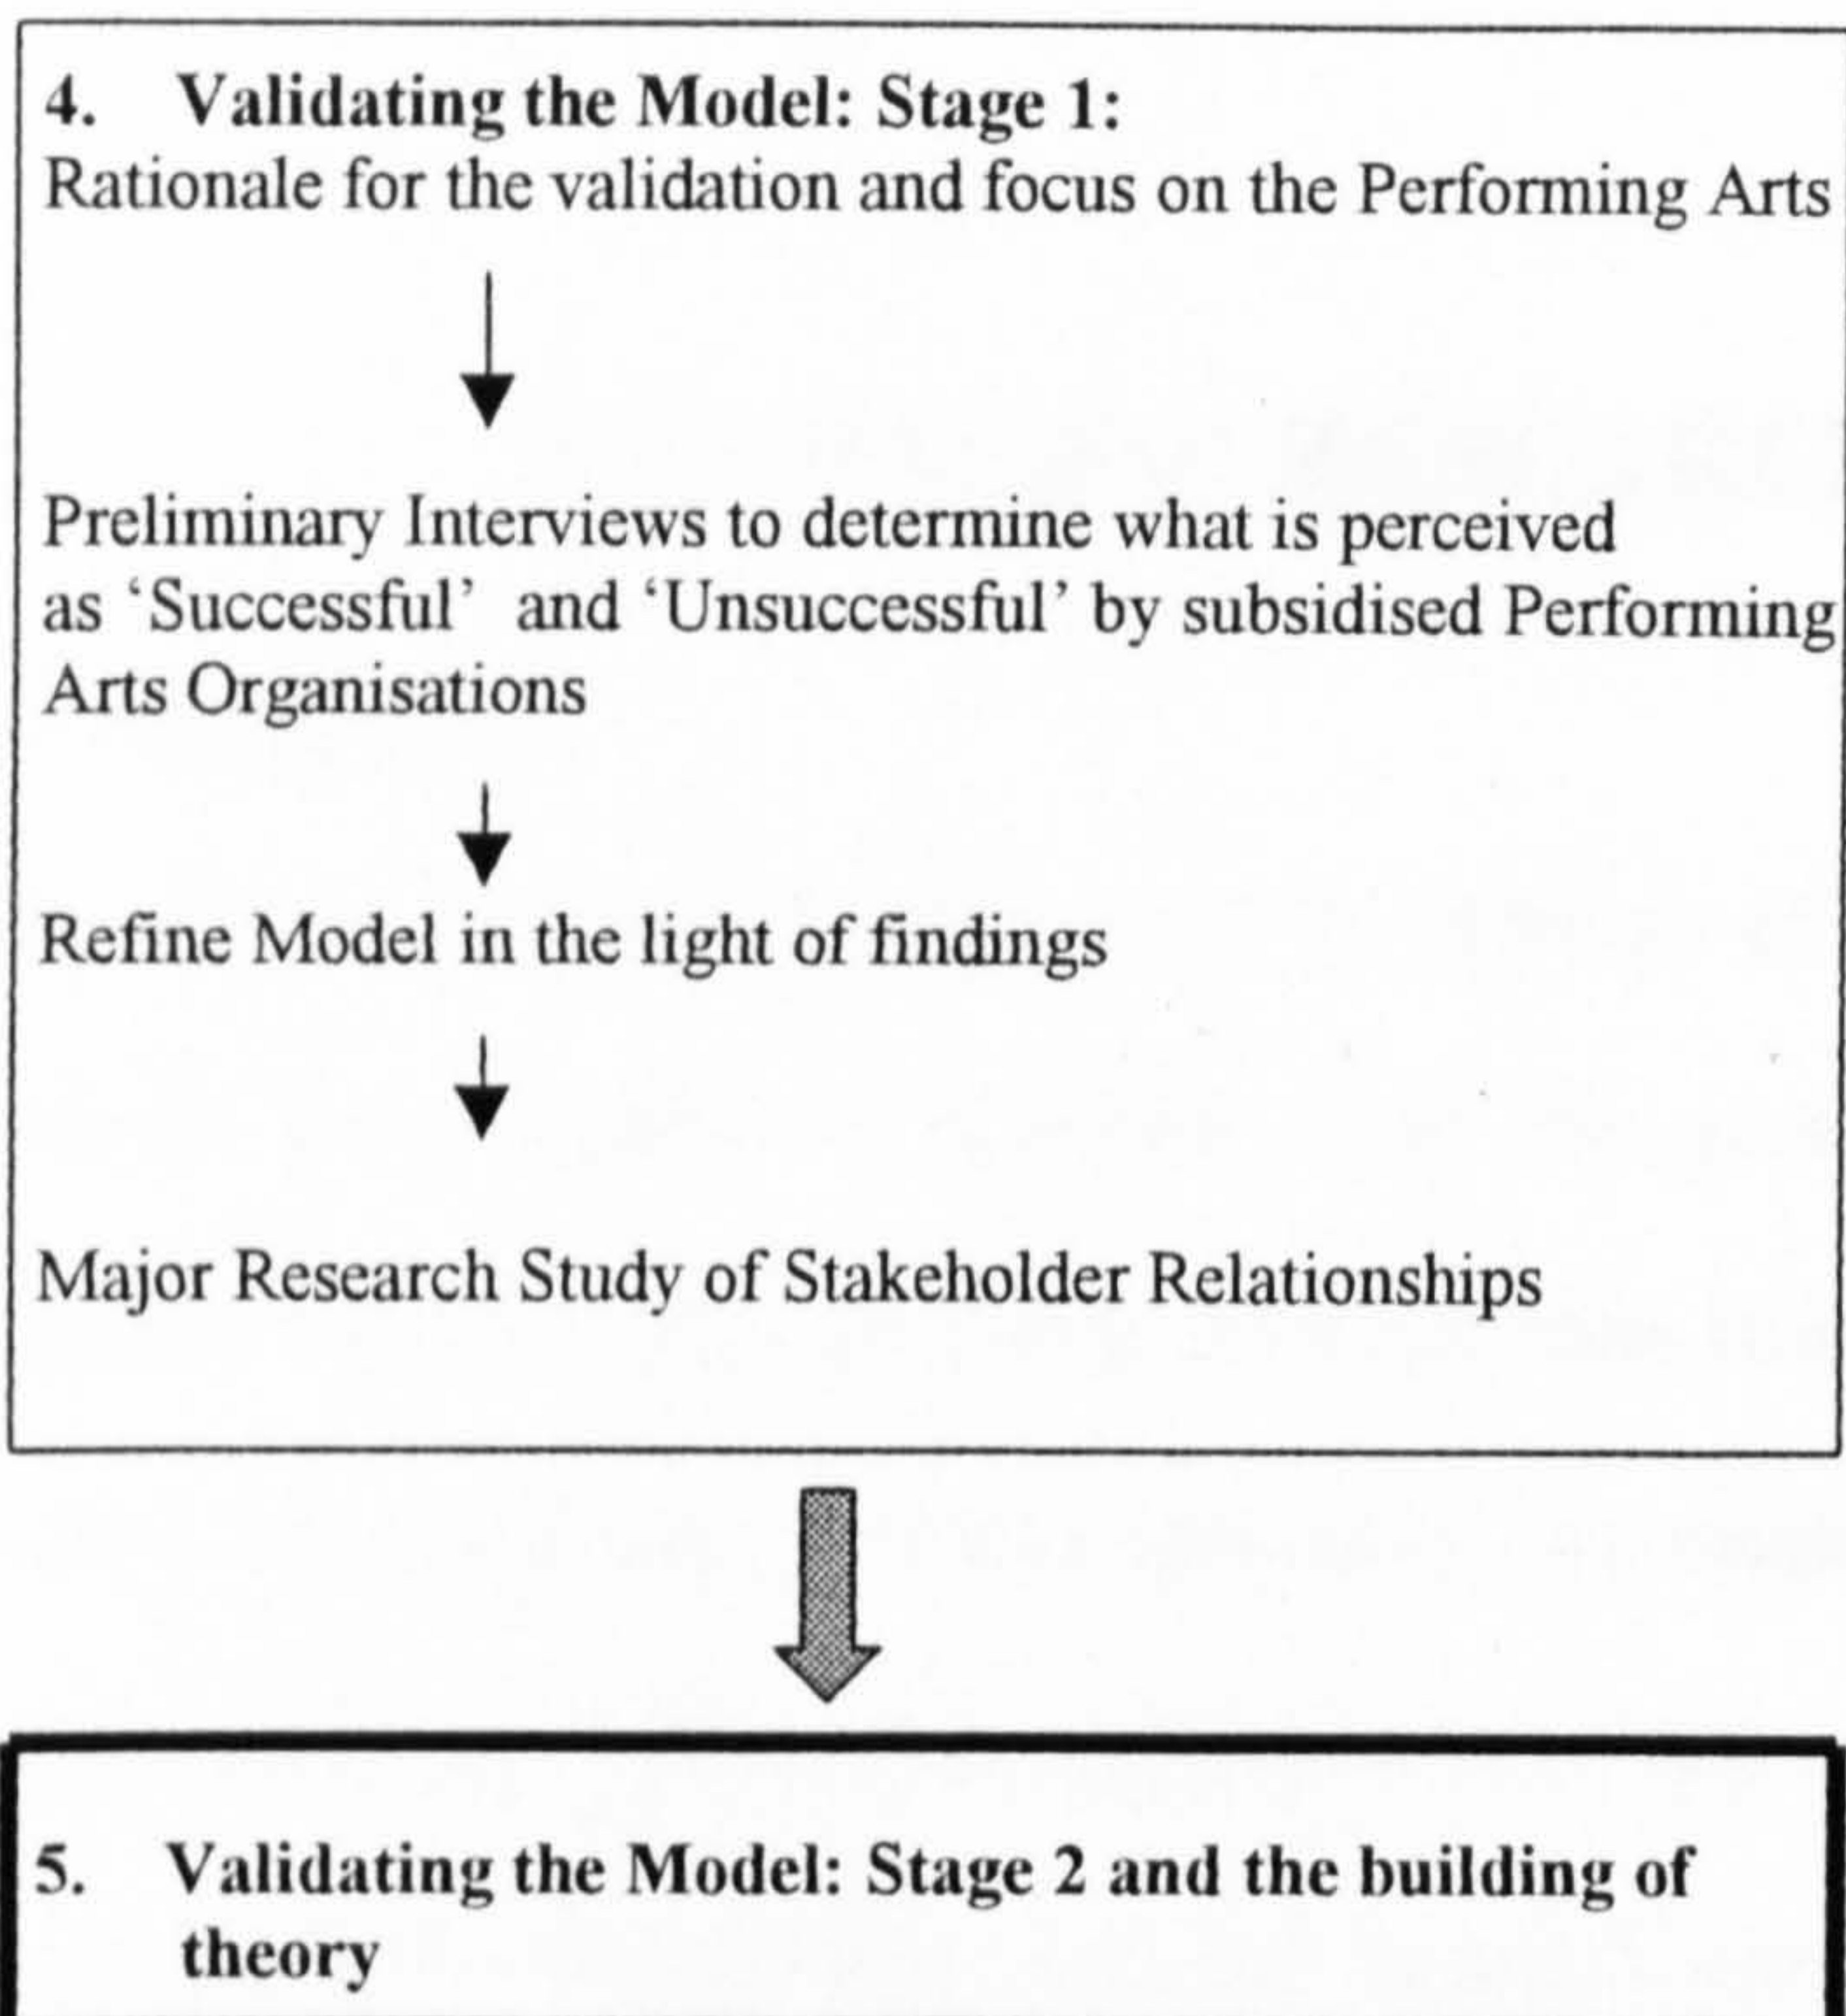 4. Validating the Model: Stage 1:
Rationale for the validation and focus on the Performing Arts
Preliminary Interviews to determine what is perceived
as ‘Successful’ and ‘Unsuccessful’ by subsidised Performing
Arts Organisations
Refine Model in the light of findings
Major Research Study of Stakeholder Relationships
5. Validating the Model: Stage 2 and the building of
theory